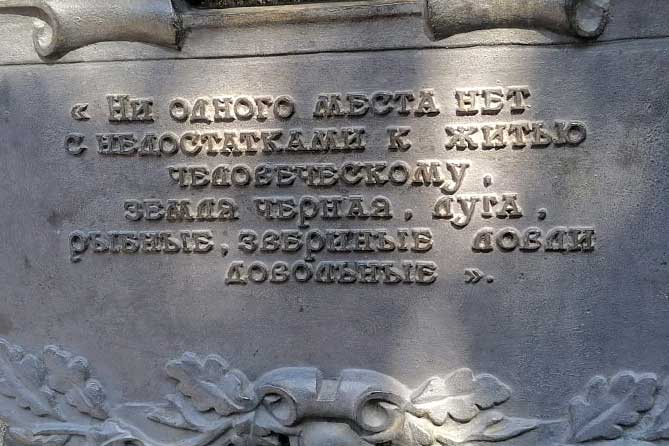 « Ни одного места нет
с недостатками к житью
человеческому,
земля черная, луга,
рыбные, звериные ловли
довольные ».